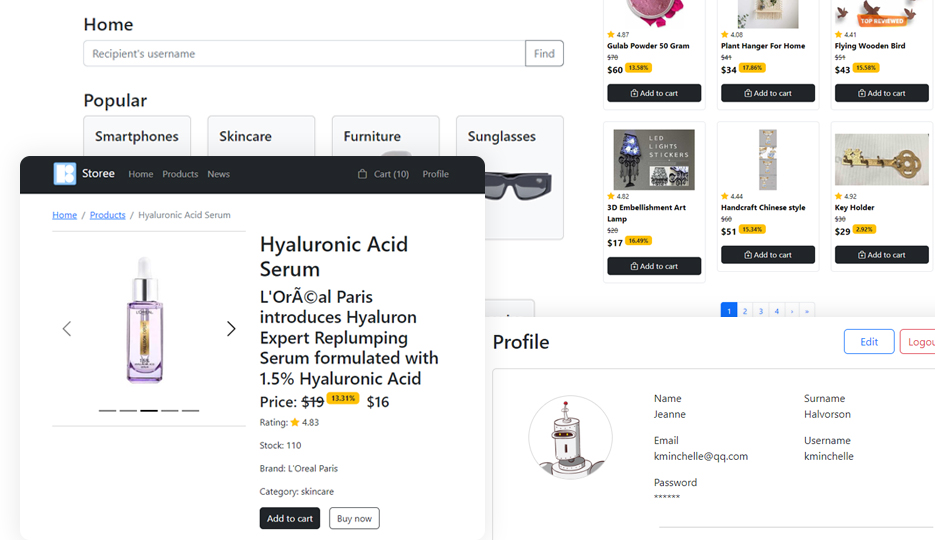 Home
Recipient's username
Find
Popular
Smartphones
Skincare
Furniture
Sunglasses
Storee
Home
Products
News
Cart (10)
Profile
Home / Products / Hyaluronic Acid Serum
Hyaluronic Acid
Serum
L'OrÃ©al Paris
introduces Hyaluron
Expert Replumping
Serum formulated with
1.5% Hyaluronic Acid
Price: $19 13.31% $16
Rating: 4.83
Stock: 110
Brand: L'Oreal Paris
Category: skincare
Add to cart
Buy now
4.87
Gulab Powder 50 Gram
$70
$60 13.58%
Add to cart
4.08
Plant Hanger For Home
$41
$34 17.86%
Add to cart
TOP REVIEWED
4.41
Flying Wooden Bird
$51
$43 15.58%
Add to cart
LED
LIGHTS
STICKERS
4.82
3D Embellishment Art
Lamp
$20
$17 16.49%
Add to cart
4.44
Handcraft Chinese style
$60
$51 15.34%
Add to cart
4.92
Key Holder
$30
$29 2.92%
Add to cart
1 2 3 4 › »
Profile
Edit
Logou
Name
Jeanne
Surname
Halvorson
Email
kminchelle@qq.com
Username
kminchelle
Password
******